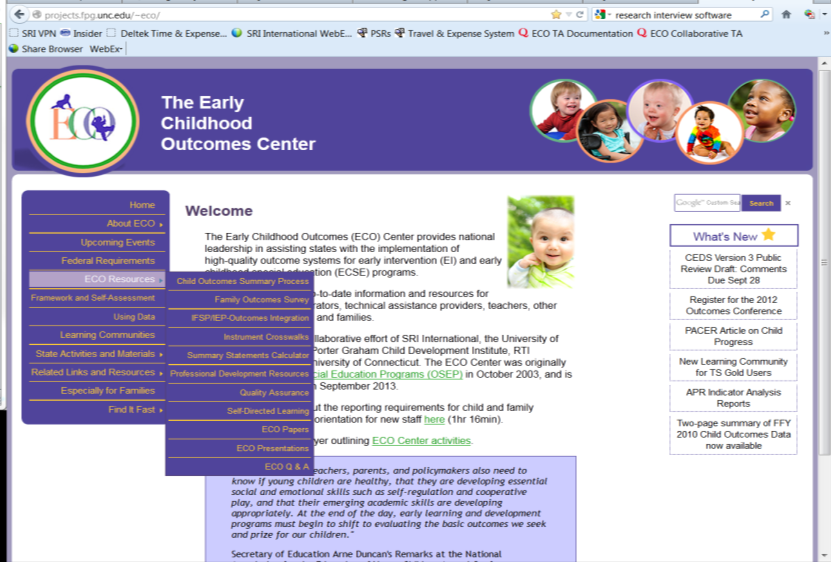 projects.fpg.unc.edu/~eco/
research interview software
SRI VPN Insider Deltek Time & Expense... SRI International WebE... PSRs Travel & Expense System ECO TA Documentation ECO Collaborative TA
Share Browser WebEx
ECO
The Early
Childhood
Outcomes Center
Home
About ECO
Upcoming Events
Federal Requirements
ECO Resources
Framework and Self-Assessment
Using Data
Learning Communities
State Activities and Materials
Related Links and Resources
Especially for Families
Find It Fast
Child Outcomes Summary Process
Family Outcomes Survey
IFSP/IEP-Outcomes Integration
Instrument Crosswalks
Summary Statements Calculator
Professional Development Resources
Quality Assurance
Self-Directed Learning
ECO Papers
ECO Presentations
ECO Q & A
Welcome
The Early Childhood Outcomes (ECO) Center provides national
leadership in assisting states with the implementation of
high-quality outcome systems for early intervention (EI) and early
childhood special education (ECSE) programs.
o-to-date information and resources for
rators, technical assistance providers, teachers, other
and families.
llaborative effort of SRI International, the University of
Porter Graham Child Development Institute, RTI
niversity of Connecticut. The ECO Center was originally
cial Education Programs (OSEP) in October 2003, and is
n September 2013.
ut the reporting requirements for child and family
orientation for new staff here (1hr 16min).
yer outlining ECO Center activities.
eachers, parents, and policymakers also need to
know if young children are healthy, that they are developing essential
social and emotional skills such as self-regulation and cooperative
play, and that their emerging academic skills are developing
appropriately. At the end of the day, early learning and development
programs must begin to shift to evaluating the basic outcomes we seek
and prize for our children."
Secretary of Education Arne Duncan's Remarks at the National
Google™ Custom Sea Search ×
What's New
CEDS Version 3 Public
Review Draft: Comments
Due Sept 28
Register for the 2012
Outcomes Conference
PACER Article on Child
Progress
New Learning Community
for TS Gold Users
APR Indicator Analysis
Reports
Two-page summary of FFY
2010 Child Outcomes Data
now available